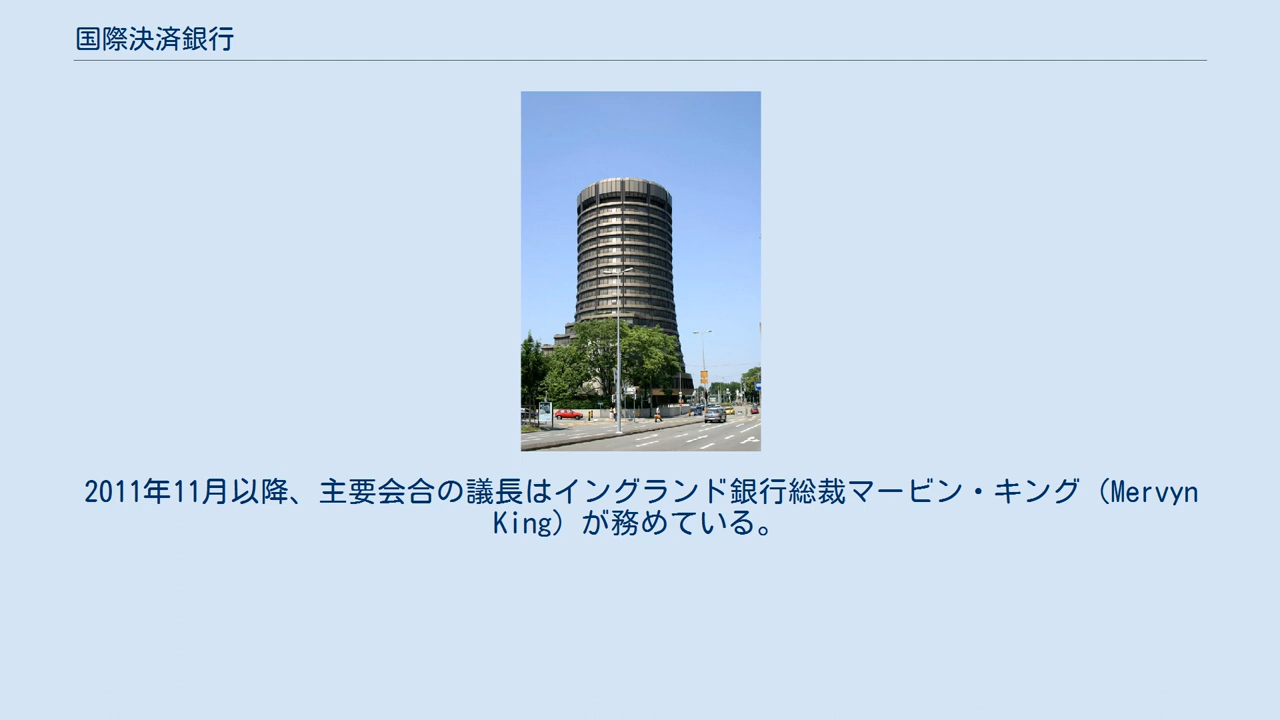 国際決済銀行
2011年11月以降、主要会合の議長はイングランド銀行総裁マービン・キング（Mervyn
King）が務めている。